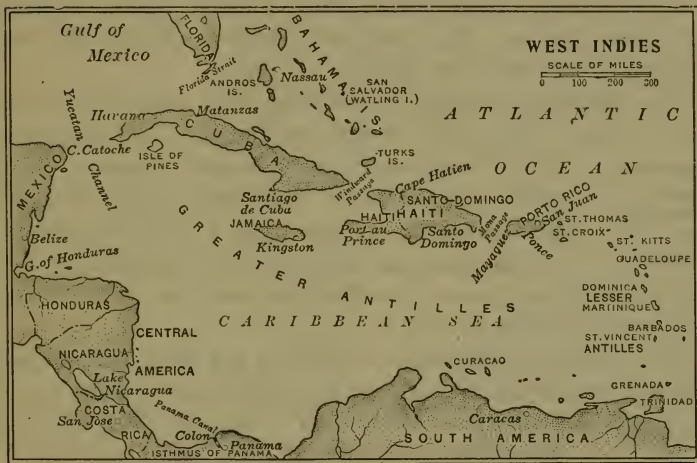 WEST INDIES
SCALE OF MILES
0 100 200 300
Gulf of
Mexico
FLORIDA
Florida Strait
BAHAMA IS.
ANDROS
IS.
Nassau
SAN
SALVADOR
(WATLING I.)
ATLANTIC
OCEAN
Yucatan
Channel
Havana
Matanzas
CUBA
C. Catoche
ISLE OF
PINES
TURKS
IS.
Windward
Passage
Cape Hatien
MEXICO
Santiago
de Cuba
SANTO DOMINGO
HAITI
HAITI
JAMAICA
Kingston
Port au
Prince
Santo
Domingo
Mona
Passage
Mayaguez
PORTO RICO
San Juan
Ponce
ST. THOMAS
ST. CROIX
ST. KITTS
GUADELOUPE
Belize
G. of Honduras
GREATER ANTILLES
DOMINICA
LESSER
MARTINIQUE
HONDURAS
CARIBBEAN SEA
CENTRAL
AMERICA
BARBADOS
ST. VINCENT
ANTILLES
NICARAGUA
Lake
Nicaragua
CURACAO
GRENADA
TRINIDAD
COSTA
RICA
San Jose
Panama Canal
Colon
Panama
ISTHMUS OF PANAMA
Caracas
SOUTH AMERICA